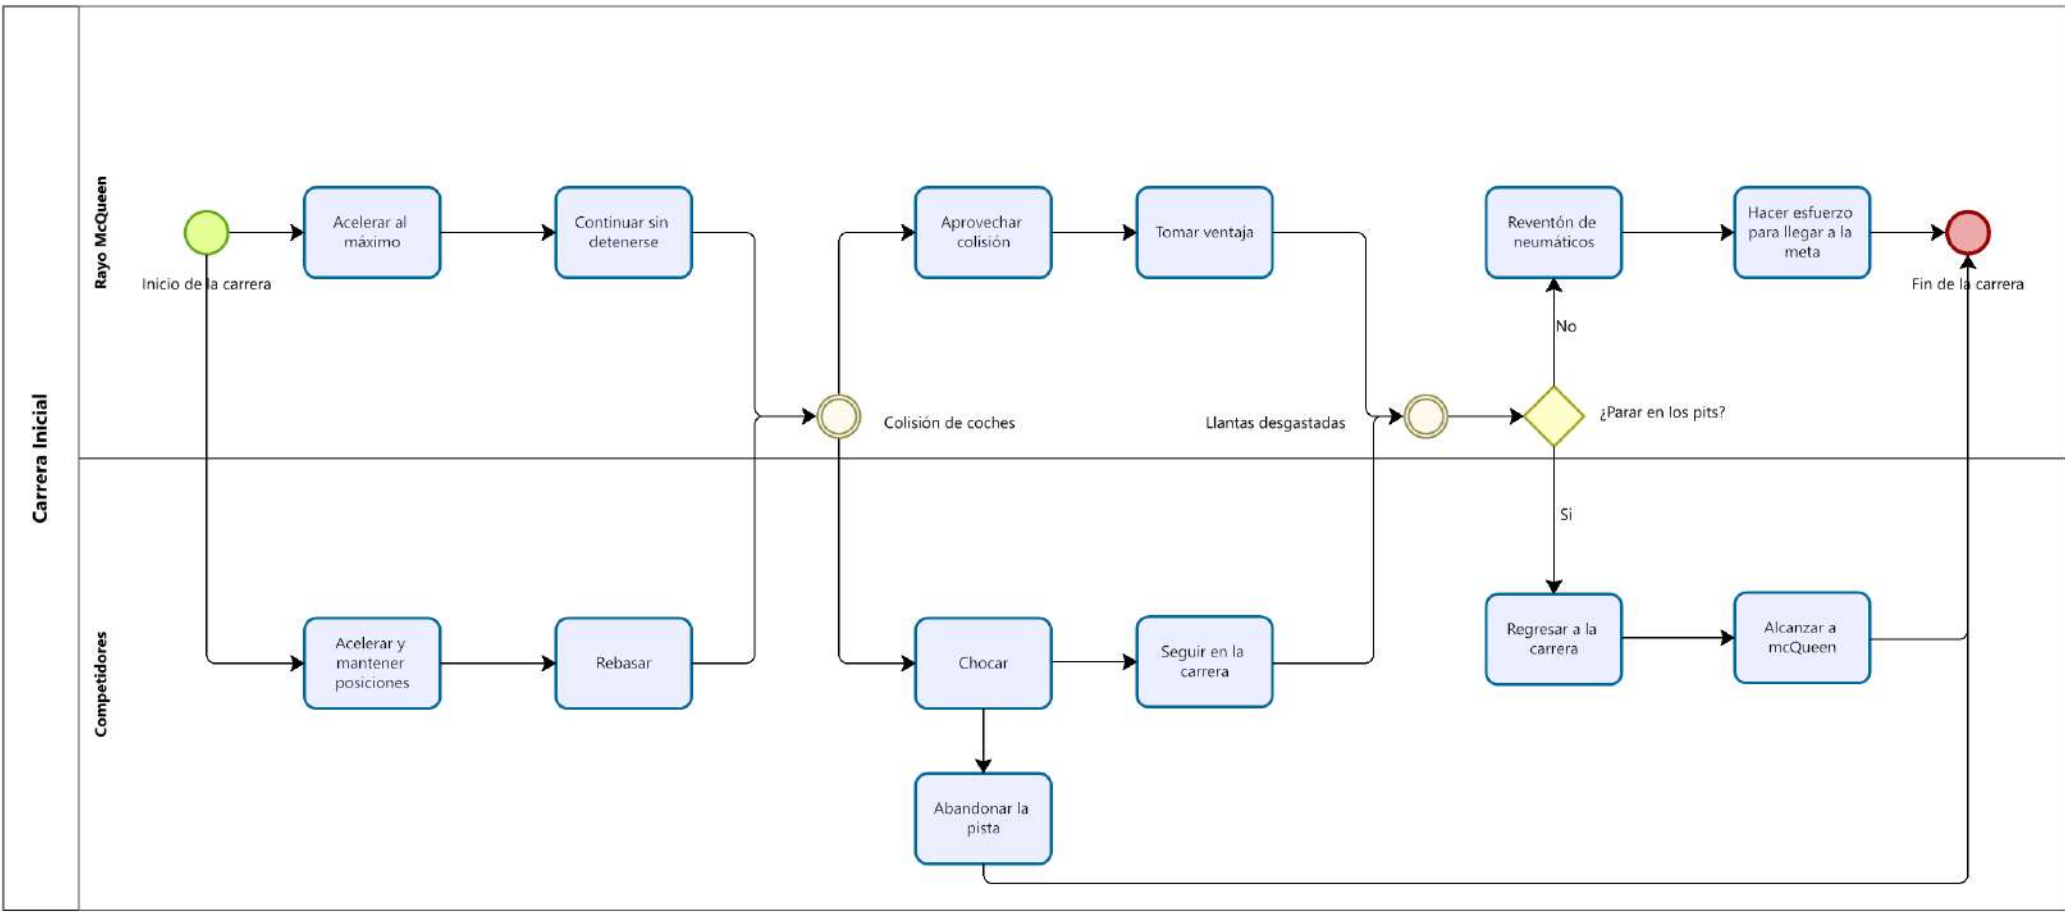 Carrera Inicial
Rayo McQueen
Inicio de la carrera
Acelerar al
máximo
Continuar sin
detenerse
Aprovechar
colisión
Tomar ventaja
Reventón de
neumáticos
Hacer esfuerzo
para llegar a la
meta
Fin de la carrera
No
Colisión de coches
Llantas desgastadas
¿Parar en los pits?
Si
Competidores
Acelerar y
mantener
posiciones
Rebasar
Chocar
Seguir en la
carrera
Regresar a la
carrera
Alcanzar a
mcQueen
Abandonar la
pista